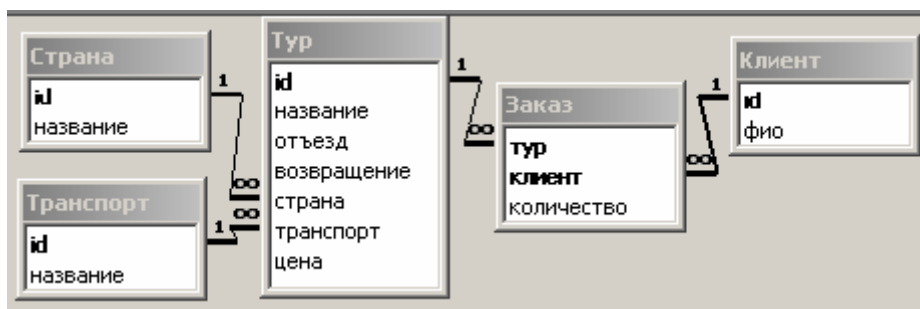 Страна
id
название
Транспорт
id
название
Тур
id
название
отъезд
возвращение
страна
транспорт
цена
Заказ
тур
клиент
количество
Клиент
id
фио
1
∞
1
∞
1
∞
1
∞